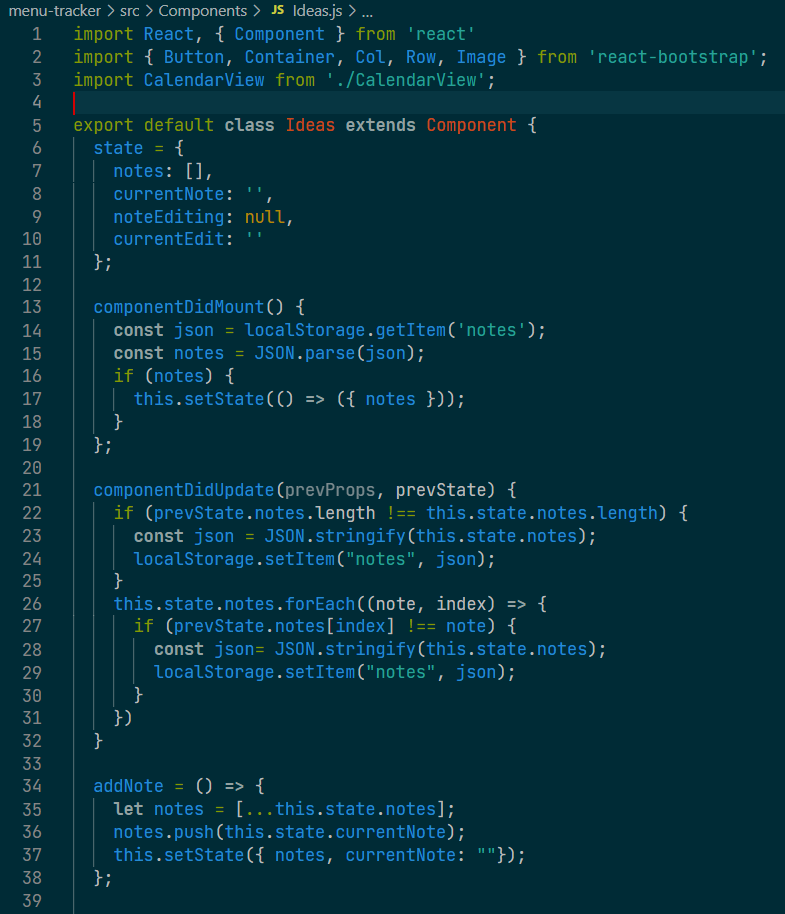 menu-tracker > src > Components > JS Ideas.js > ...
1 import React, { Component } from 'react'
2 import { Button, Container, Col, Row, Image } from 'react-bootstrap';
3 import CalendarView from './CalendarView';
4
5 export default class Ideas extends Component {
6   state = {
7     notes: [],
8     currentNote: '',
9     noteEditing: null,
10     currentEdit: ''
11   };
12
13   componentDidMount() {
14     const json = localStorage.getItem('notes');
15     const notes = JSON.parse(json);
16     if (notes) {
17       this.setState(() => ({ notes }));
18     }
19   };
20
21   componentDidUpdate(prevProps, prevState) {
22     if (prevState.notes.length !== this.state.notes.length) {
23       const json = JSON.stringify(this.state.notes);
24       localStorage.setItem("notes", json);
25     }
26     this.state.notes.forEach((note, index) => {
27       if (prevState.notes[index] !== note) {
28         const json= JSON.stringify(this.state.notes);
29         localStorage.setItem("notes", json);
30       }
31     })
32   }
33
34   addNote = () => {
35     let notes = [...this.state.notes];
36     notes.push(this.state.currentNote);
37     this.setState({ notes, currentNote: ""});
38   };
39